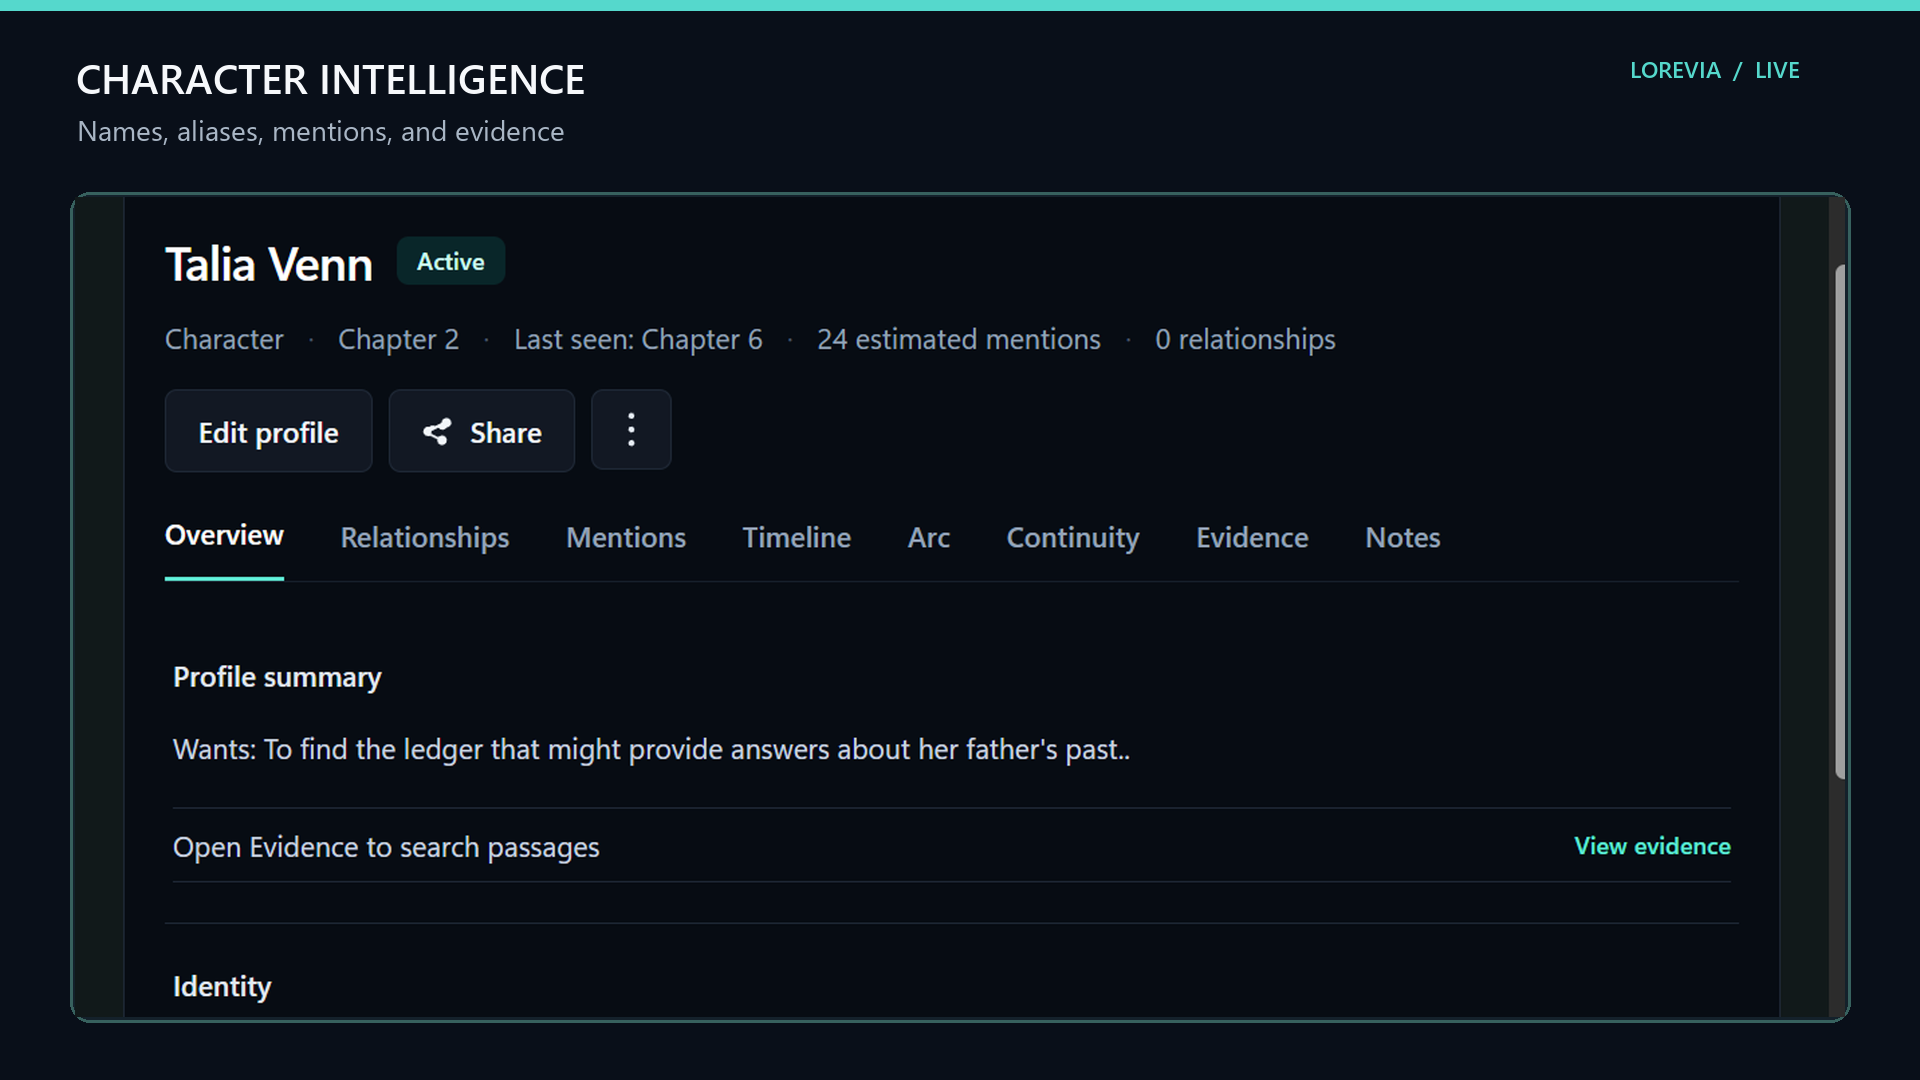 CHARACTER INTELLIGENCE
LOREVIA / LIVE
Names, aliases, mentions, and evidence
Talia Venn Active
Character · Chapter 2 · Last seen: Chapter 6 · 24 estimated mentions · 0 relationships
Edit profile Share
Overview Relationships Mentions Timeline Arc Continuity Evidence Notes
Profile summary
Wants: To find the ledger that might provide answers about her father's past..
Open Evidence to search passages View evidence
Identity